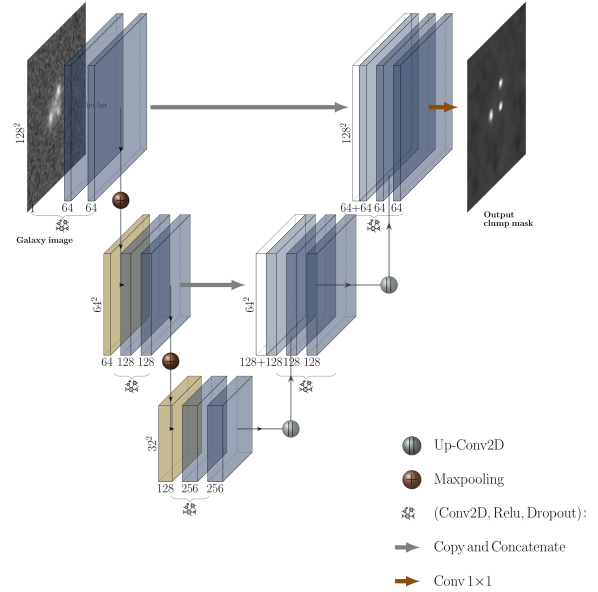 128²
1
64
64
Galaxy image
128²
64+64
64
64
Output
clump mask
64²
64
128
128
64²
128+128
128
128
32²
128
256
256
Up-Conv2D
Maxpooling
(Conv2D, Relu, Dropout)×
Copy and Concatenate
Conv 1×1